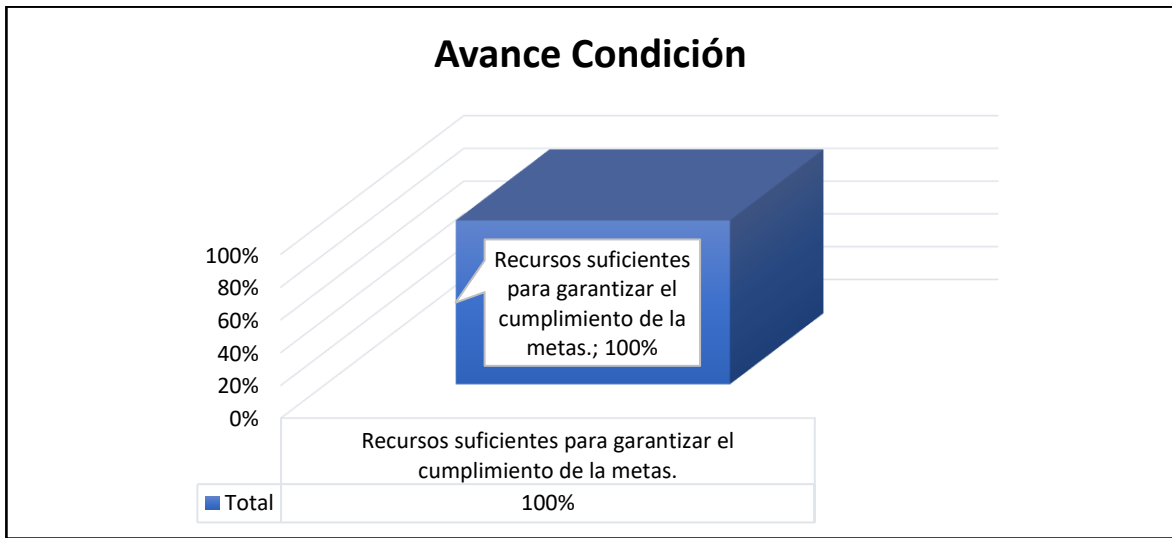 Avance Condición
100%
80%
60%
40%
20%
0%
Recursos suficientes
para garantizar el
cumplimiento de la
metas.; 100%
Recursos suficientes para garantizar el
cumplimiento de la metas.
Total
100%